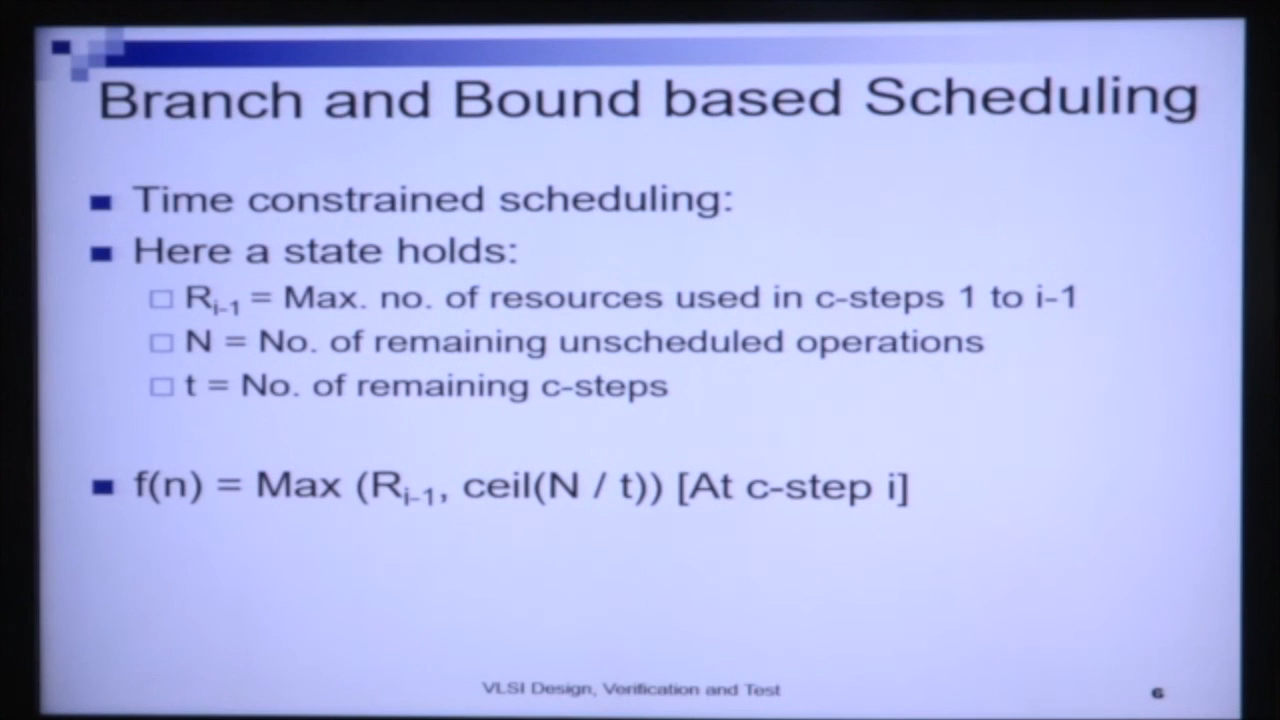 Branch and Bound based Scheduling
Time constrained scheduling:
Here a state holds:
Ri-1 = Max. no. of resources used in c-steps 1 to i-1
N = No. of remaining unscheduled operations
t = No. of remaining c-steps
f(n) = Max (Ri-1, ceil(N / t)) [At c-step i]
VLSI Design, Verification and Test
6